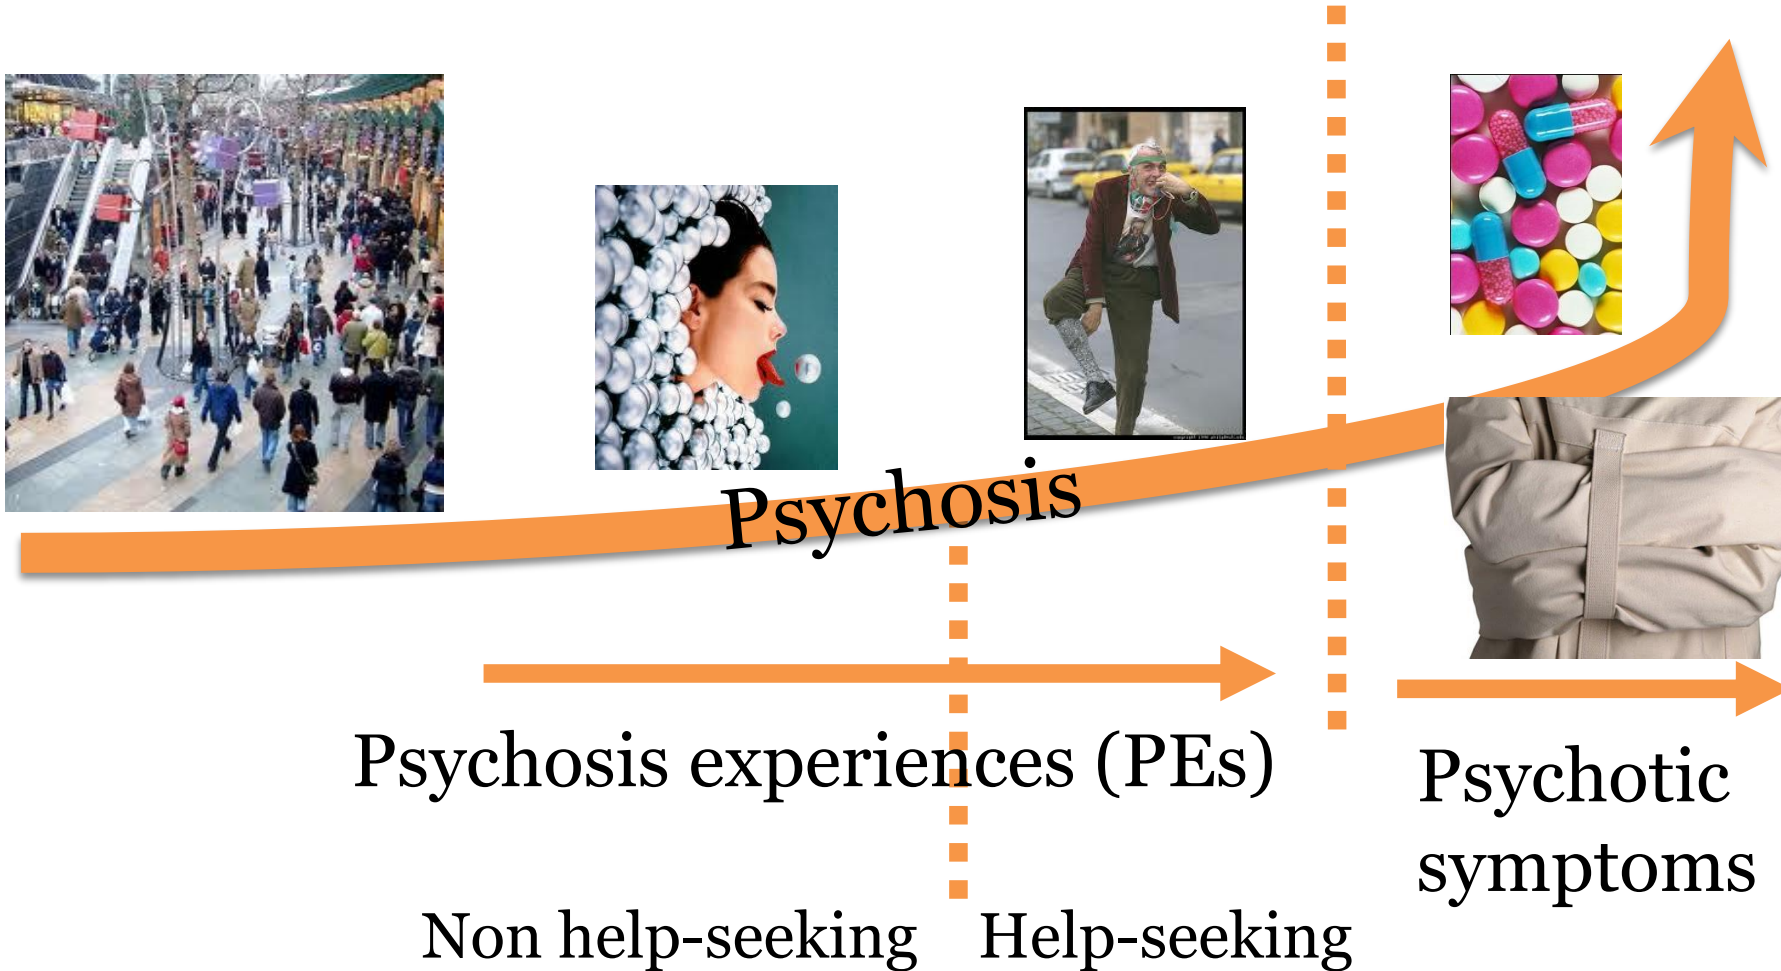 Psychosis
Psychosis experiences (PEs)
Psychotic
symptoms
Non help-seeking
Help-seeking